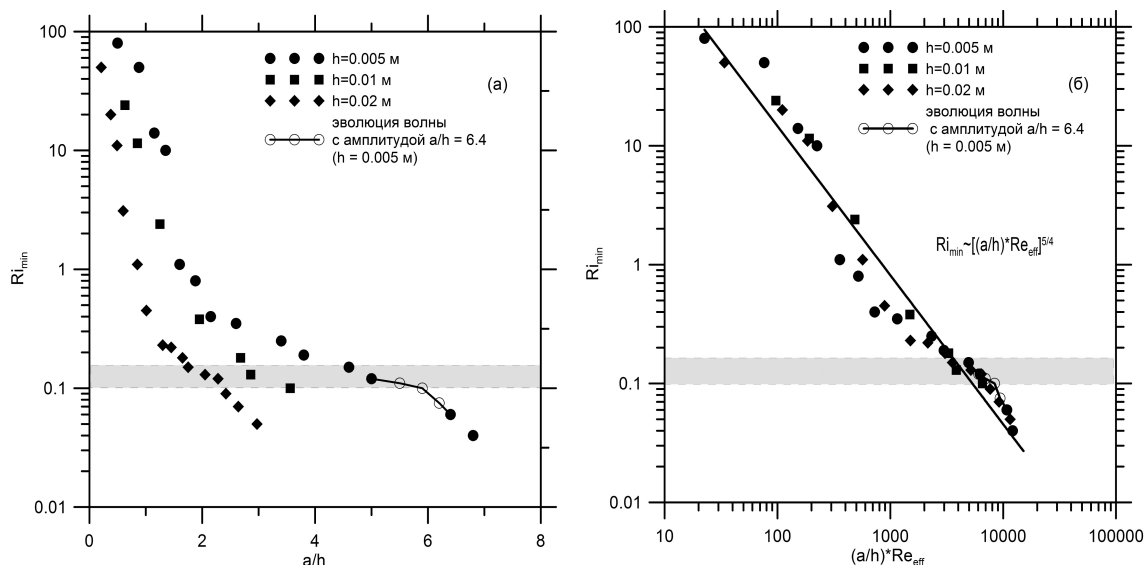 100
10
1
0.1
0.01
Ri_min
0
2
4
6
8
a/h
h=0.005 м
h=0.01 м
h=0.02 м
эволюция волны
с амплитудой a/h = 6.4
(h = 0.005 м)
(а)
100
10
1
0.1
0.01
Ri_min
10
100
1000
10000
100000
(a/h)*Re_eff
h=0.005 м
h=0.01 м
h=0.02 м
эволюция волны
с амплитудой a/h = 6.4
(h = 0.005 м)
(б)
Ri_min~[(a/h)*Re_eff]^5/4